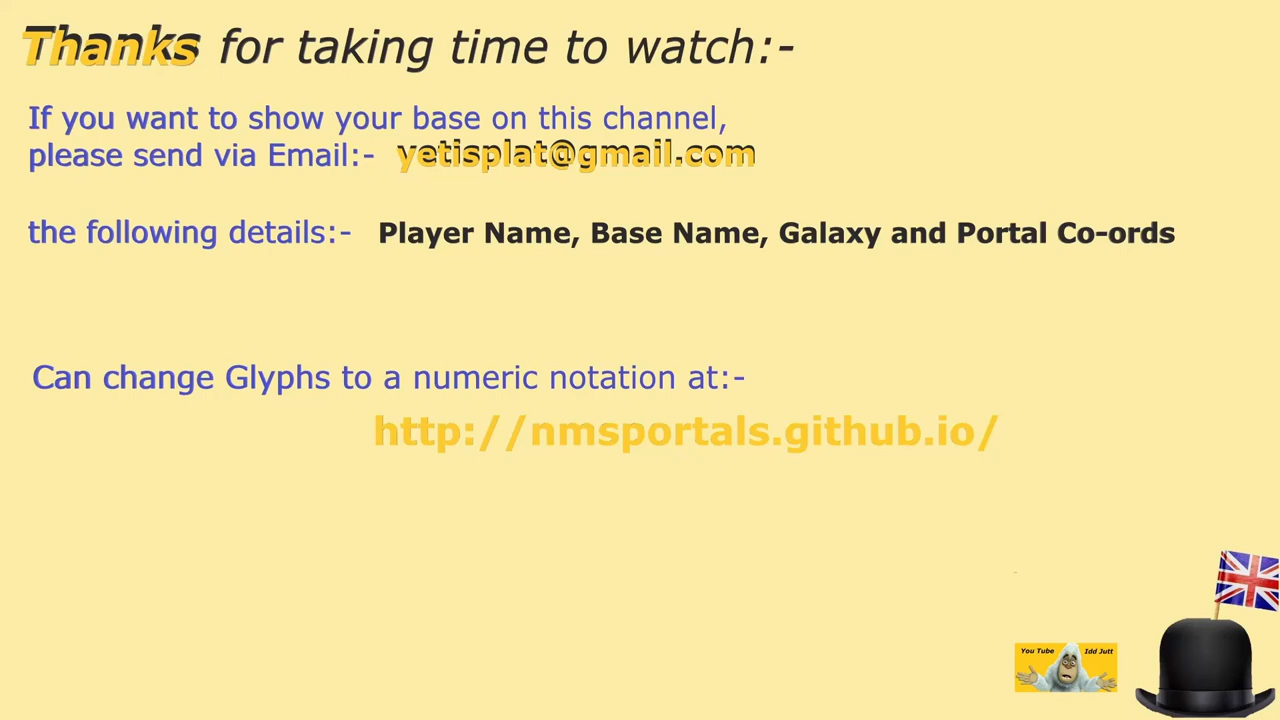 Thanks for taking time to watch:-
If you want to show your base on this channel,
please send via Email:- yetisplat@gmail.com
the following details:- Player Name, Base Name, Galaxy and Portal Co-ords
Can change Glyphs to a numeric notation at:-
http://nmsportals.github.io/
You Tube Idd Jutt